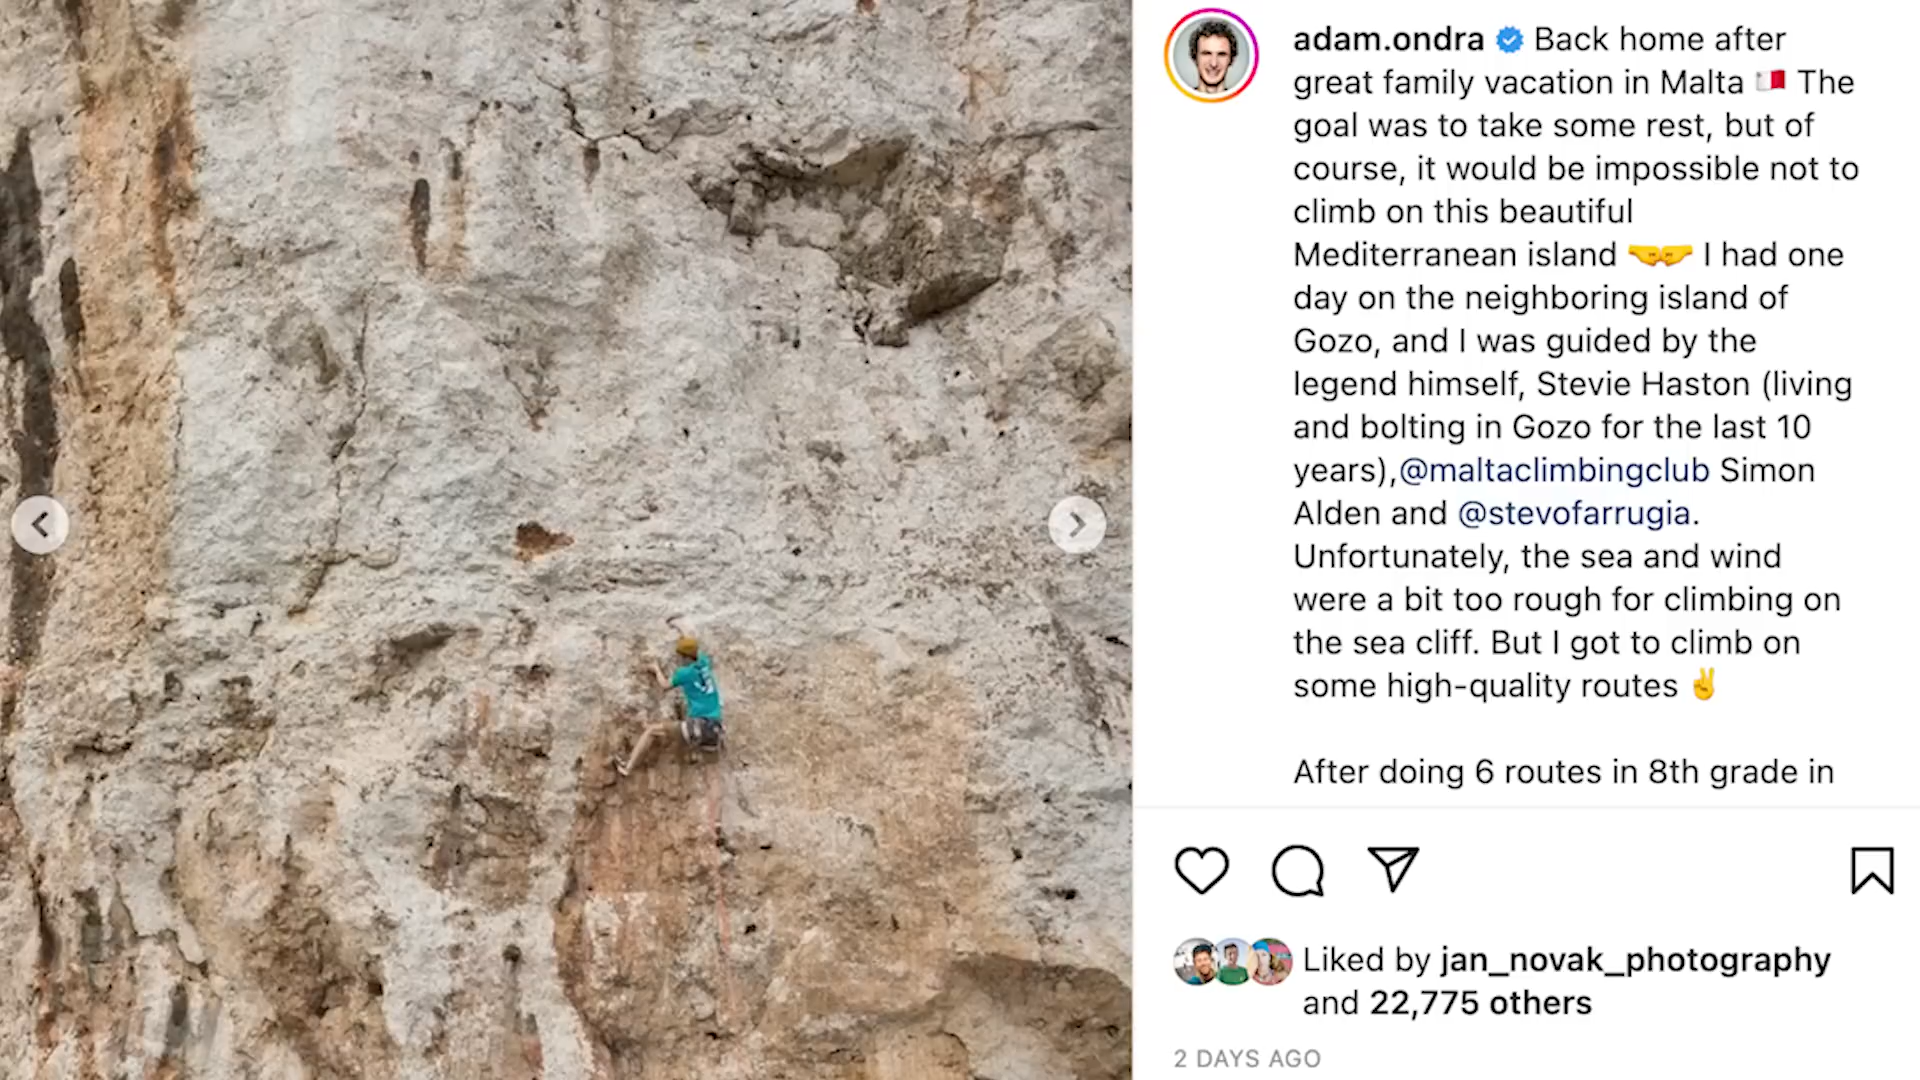 adam.ondra Back home after
great family vacation in Malta 🇲🇹 The
goal was to take some rest, but of
course, it would be impossible not to
climb on this beautiful
Mediterranean island 🤜🤛 I had one
day on the neighboring island of
Gozo, and I was guided by the
legend himself, Stevie Haston (living
and bolting in Gozo for the last 10
years),@maltaclimbingclub Simon
Alden and @stevofarrugia.
Unfortunately, the sea and wind
were a bit too rough for climbing on
the sea cliff. But I got to climb on
some high-quality routes ✌️
After doing 6 routes in 8th grade in
Liked by jan_novak_photography
and 22,775 others
2 DAYS AGO